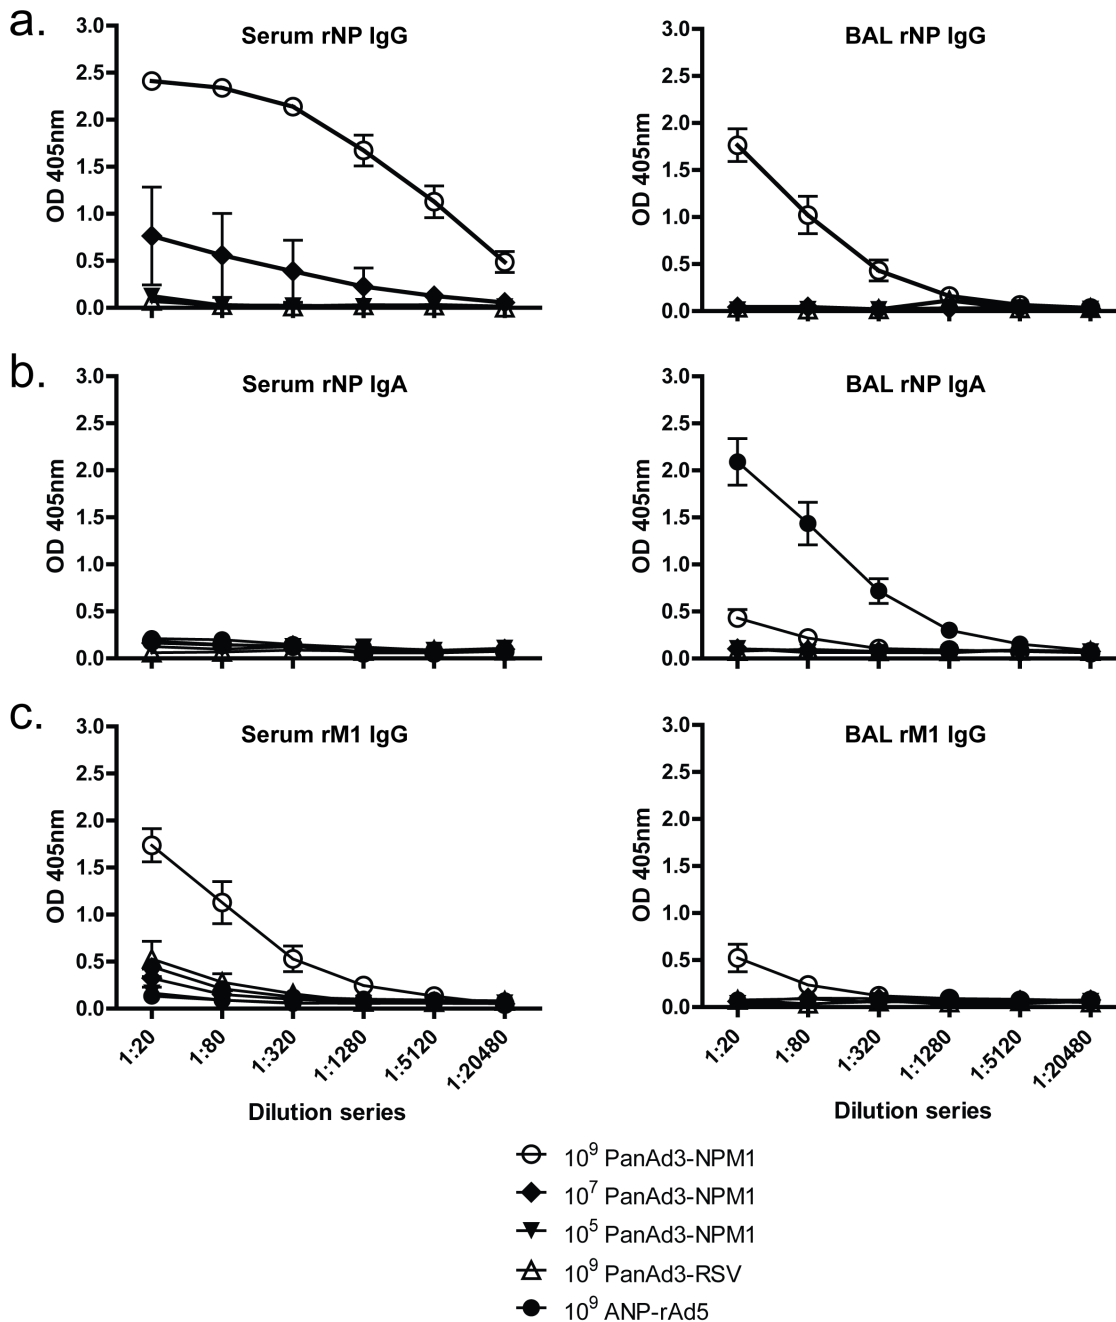 a.
Serum rNP IgG
OD 405nm
3.0
2.5
2.0
1.5
1.0
0.5
0.0
BAL rNP IgG
OD 405nm
3.0
2.5
2.0
1.5
1.0
0.5
0.0
b.
Serum rNP IgA
OD 405nm
3.0
2.5
2.0
1.5
1.0
0.5
0.0
BAL rNP IgA
OD 405nm
3.0
2.5
2.0
1.5
1.0
0.5
0.0
c.
Serum rM1 IgG
OD 405nm
3.0
2.5
2.0
1.5
1.0
0.5
0.0
1:20
1:80
1:320
1:1280
1:5120
1:20480
Dilution series
BAL rM1 IgG
OD 405nm
3.0
2.5
2.0
1.5
1.0
0.5
0.0
1:20
1:80
1:320
1:1280
1:5120
1:20480
Dilution series
10⁹ PanAd3-NPM1
10⁷ PanAd3-NPM1
10⁵ PanAd3-NPM1
10⁹ PanAd3-RSV
10⁹ ANP-rAd5